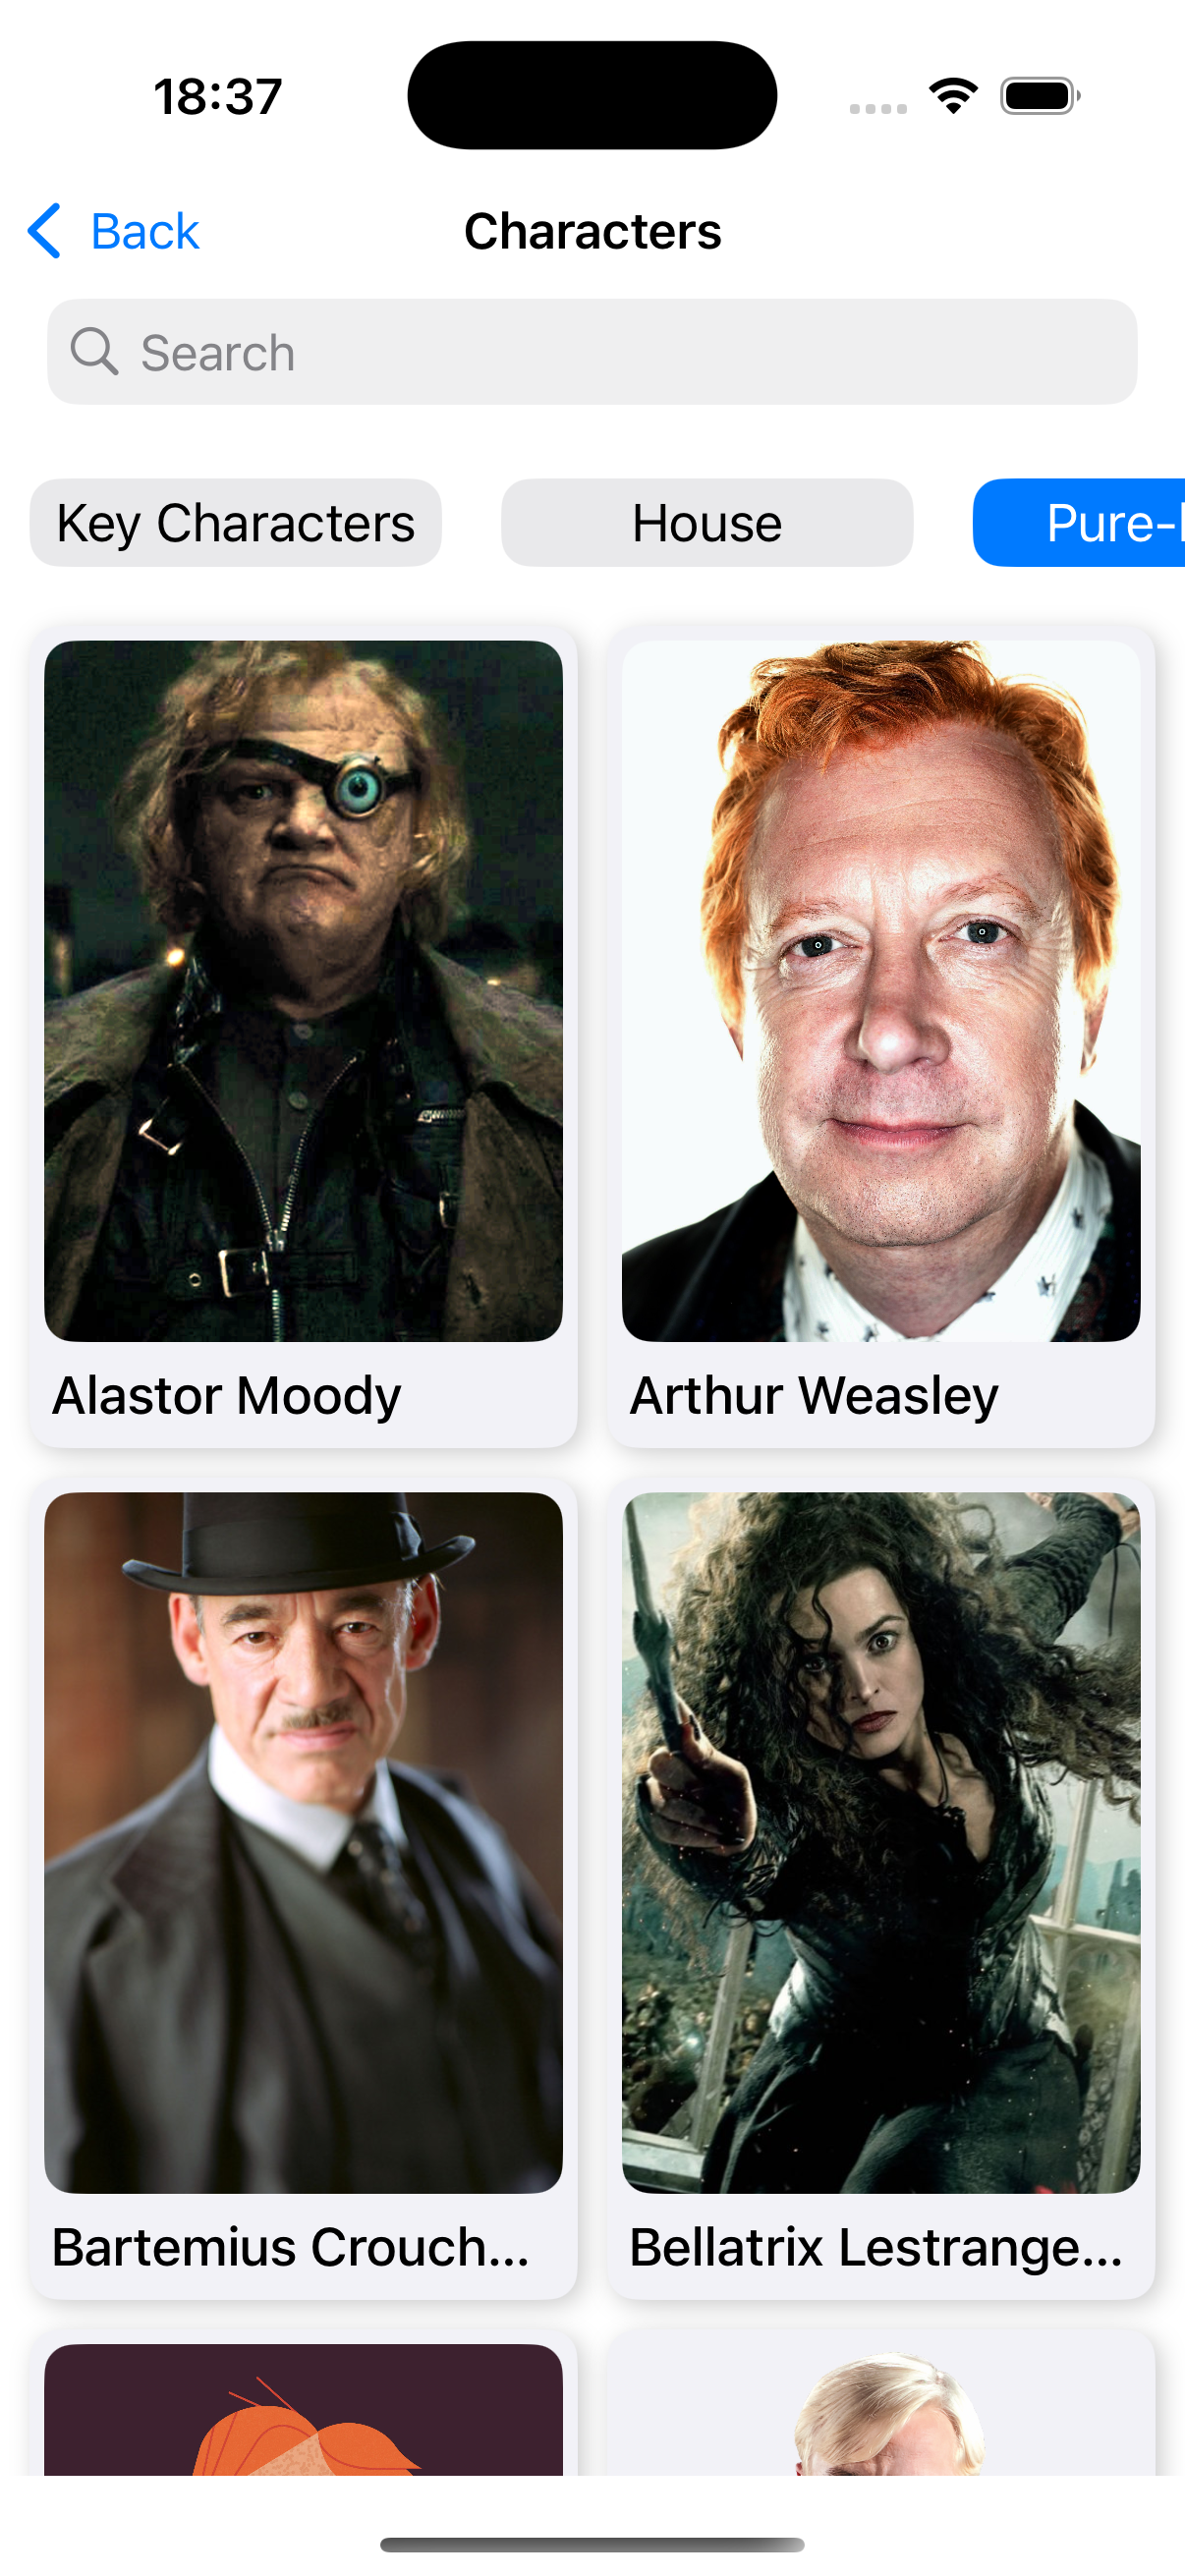 18:37
Back
Characters
Search
Key Characters
House
Pure-
Alastor Moody
Arthur Weasley
Bartemius Crouch...
Bellatrix Lestrange...